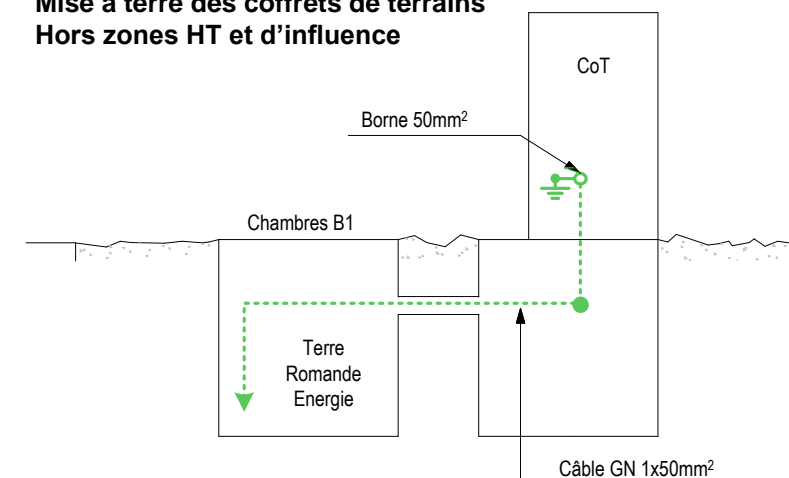 Mise à terre des coffrets de terrains
Hors zones HT et d’influence
CoT
Borne 50mm²
Chambres B1
Terre
Romande
Energie
Câble GN 1x50mm²